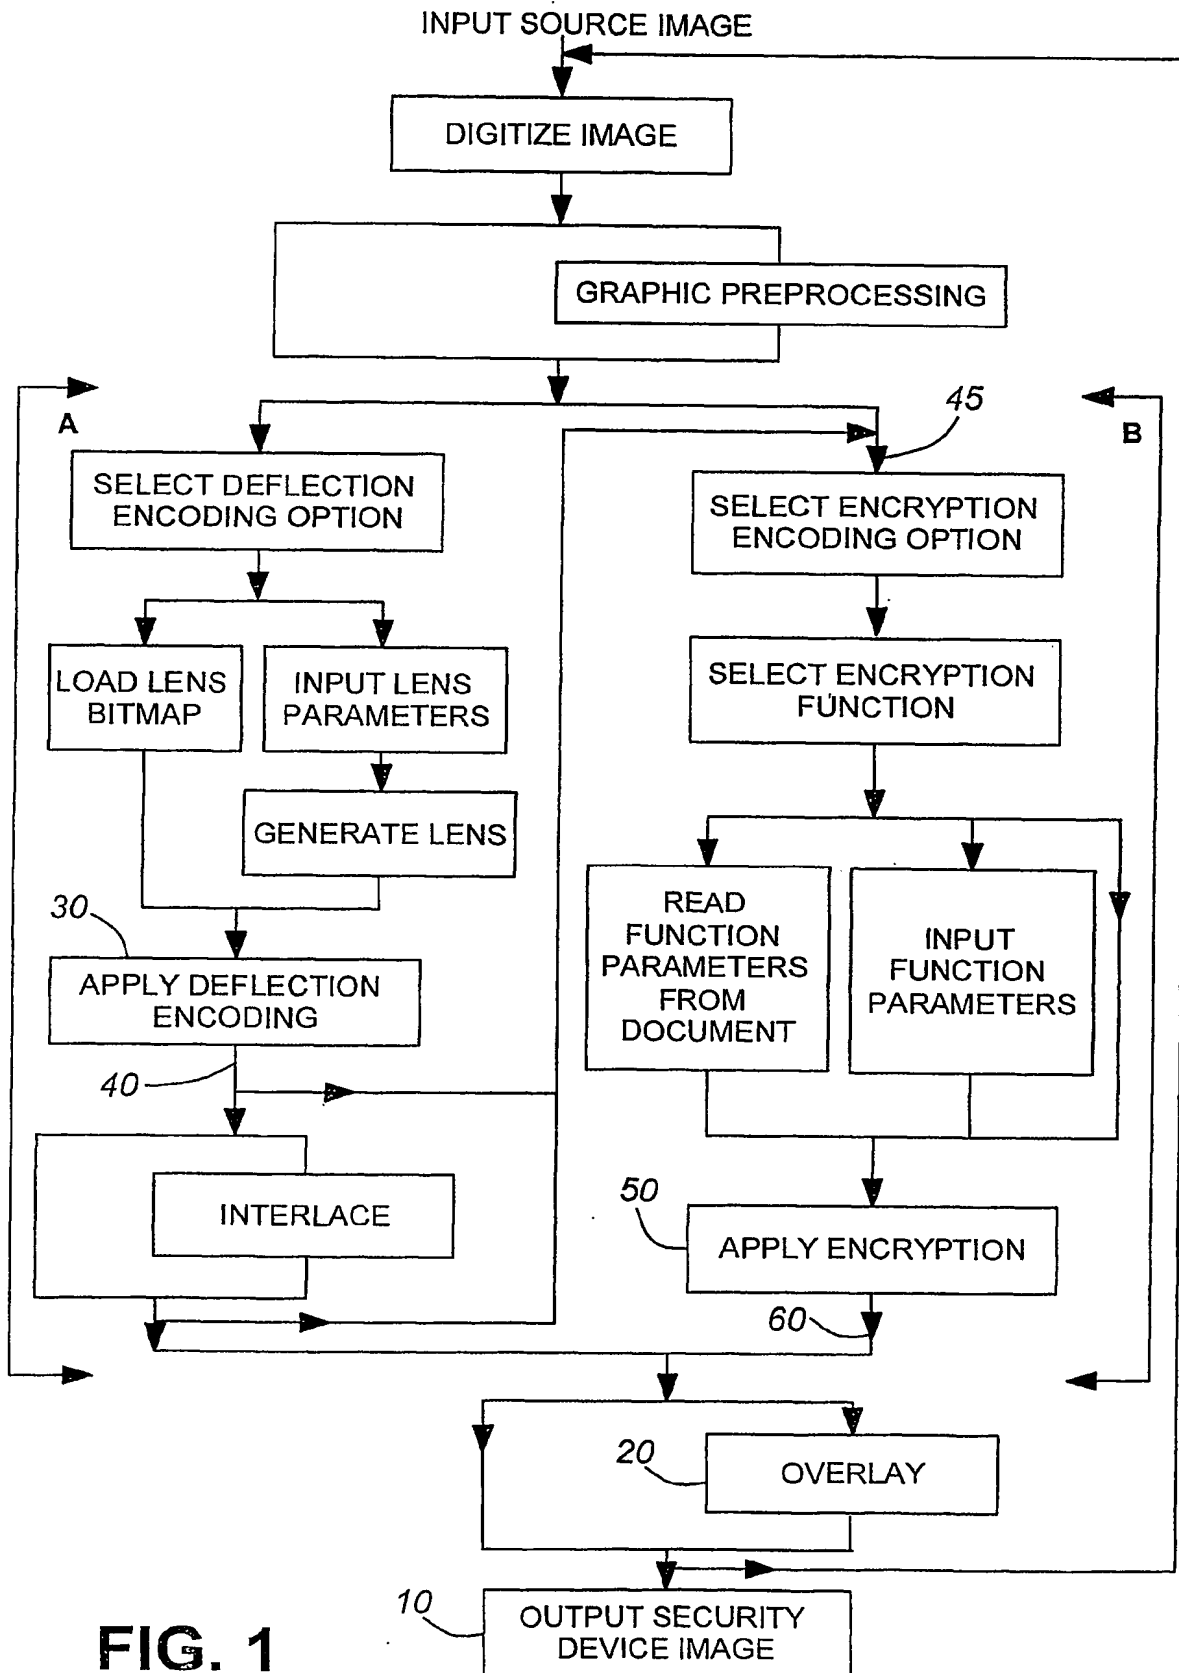 INPUT SOURCE IMAGE
DIGITIZE IMAGE
GRAPHIC PREPROCESSING
A
45
B
SELECT DEFLECTION
ENCODING OPTION
SELECT ENCRYPTION
ENCODING OPTION
LOAD LENS
BITMAP
INPUT LENS
PARAMETERS
SELECT ENCRYPTION
FUNCTION
GENERATE LENS
30
READ
FUNCTION
PARAMETERS
FROM
DOCUMENT
INPUT
FUNCTION
PARAMETERS
APPLY DEFLECTION
ENCODING
40
INTERLACE
50
APPLY ENCRYPTION
60
20
OVERLAY
10
OUTPUT SECURITY
DEVICE IMAGE
FIG. 1